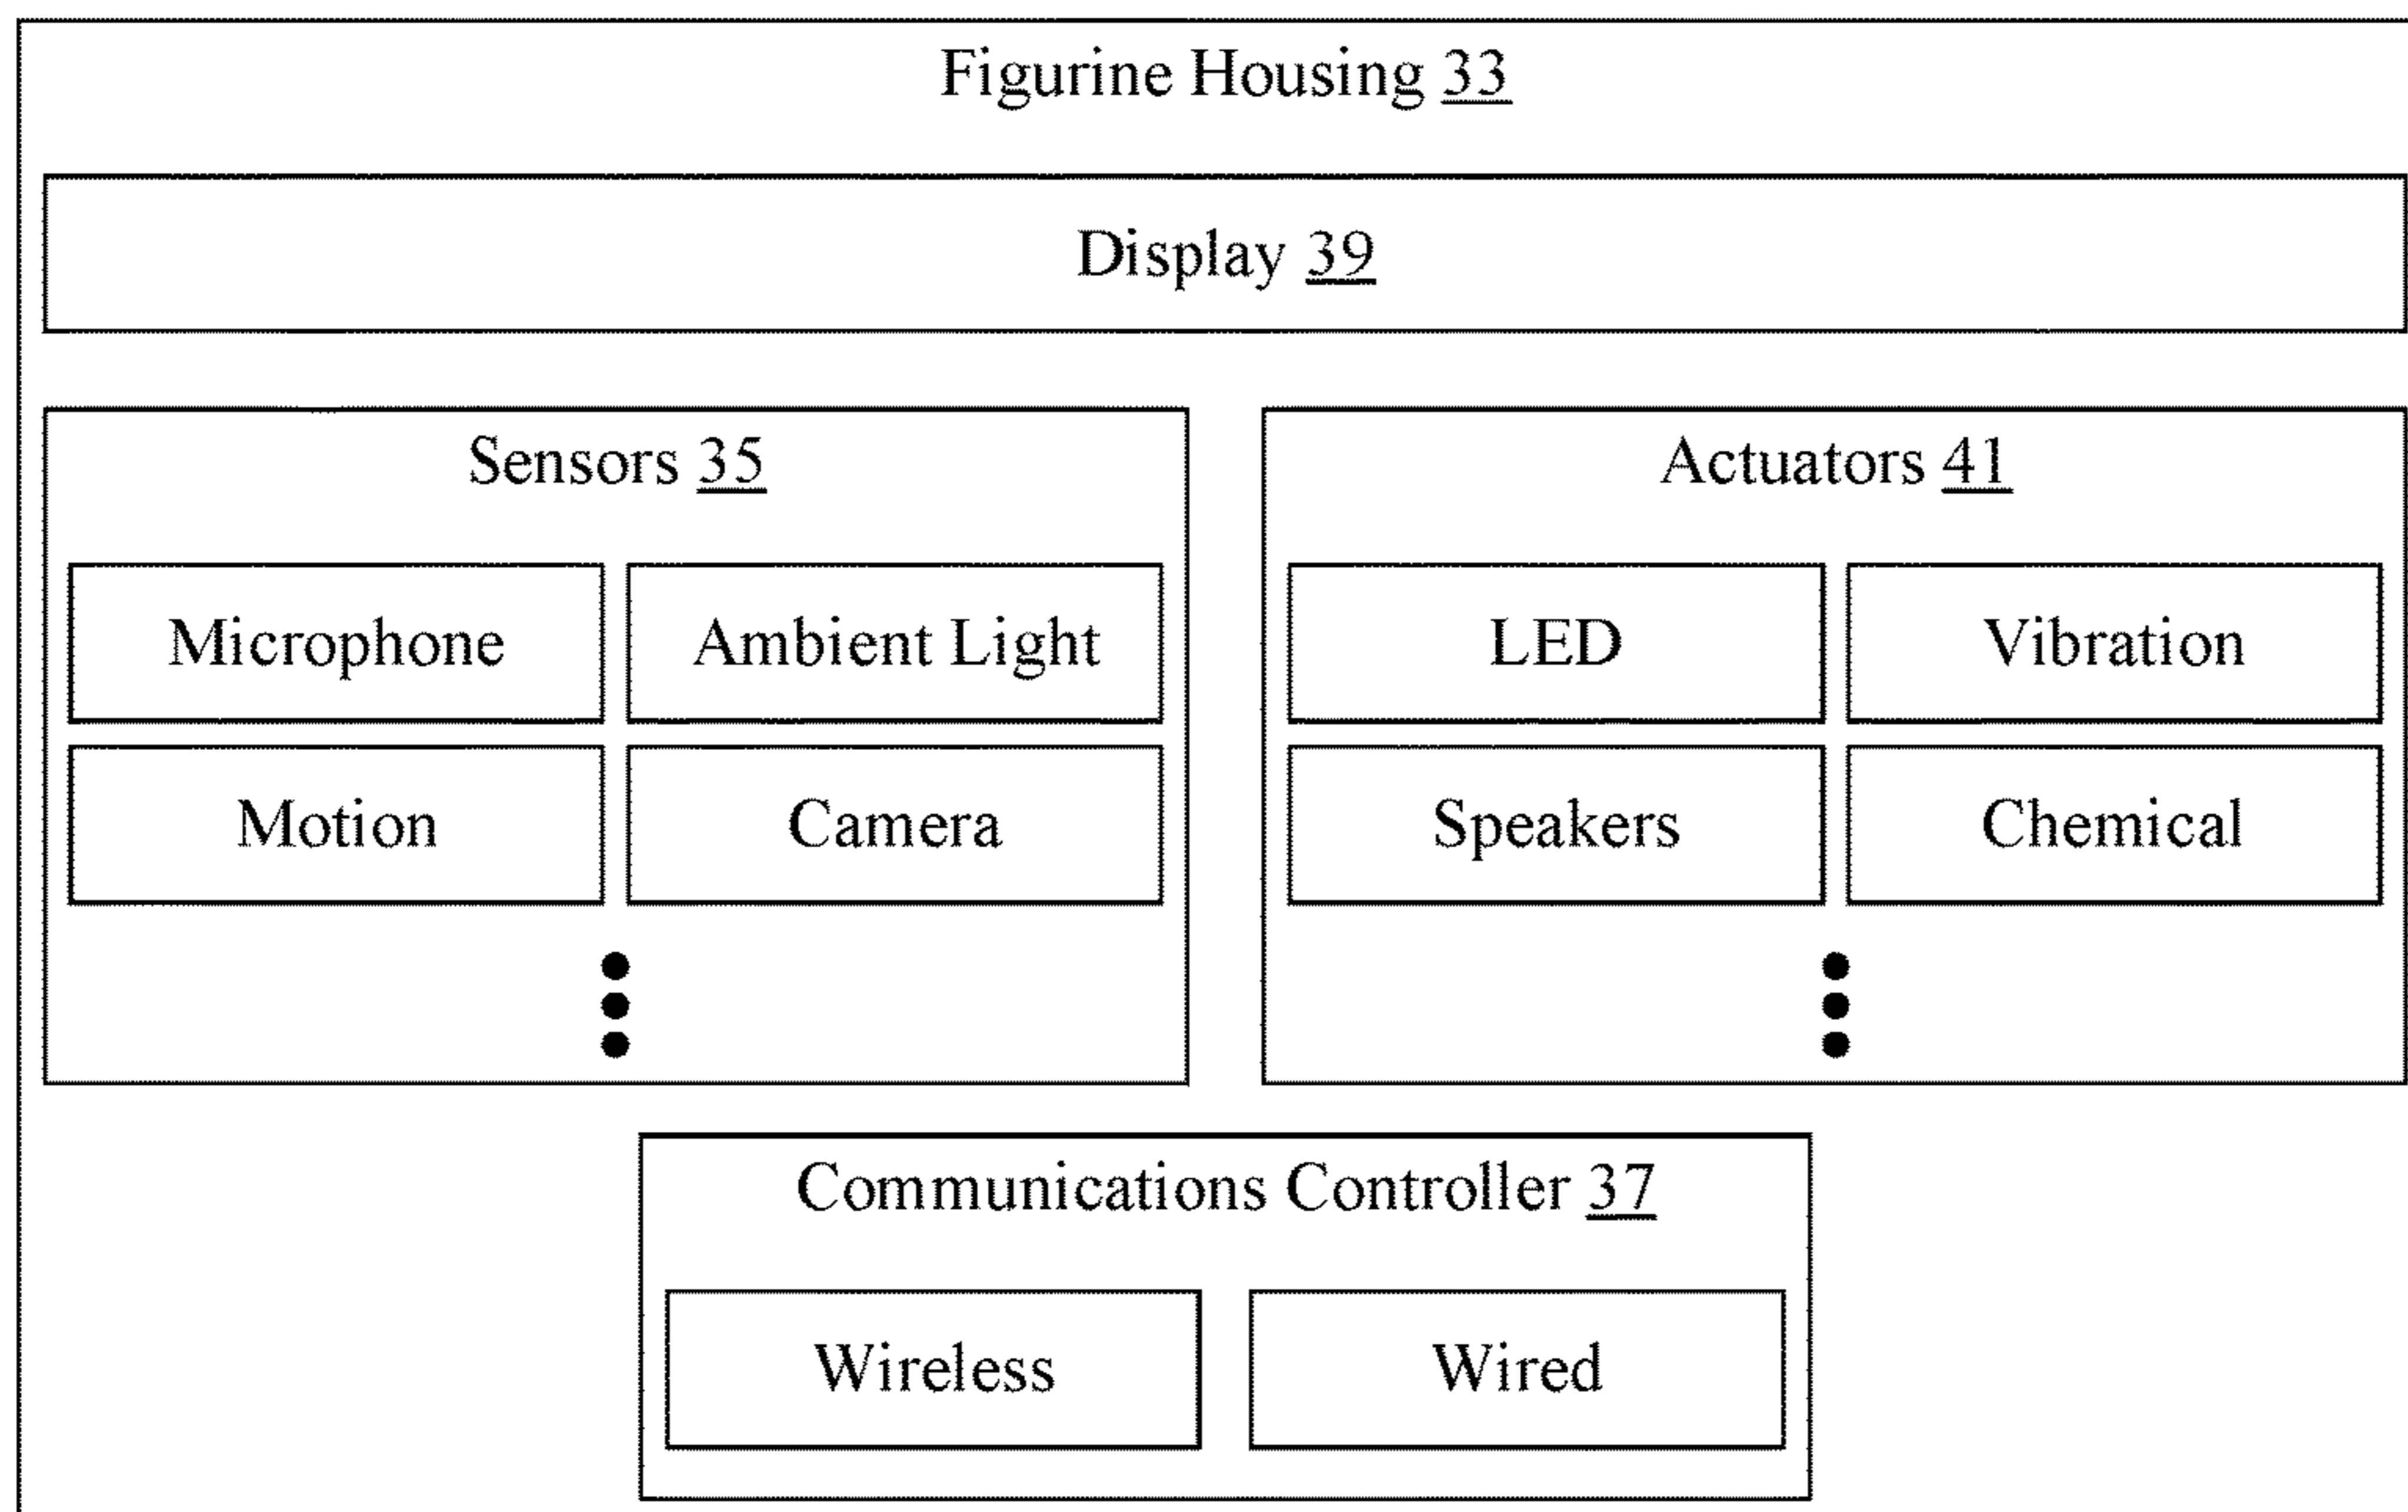 Figurine Housing 33
Display 39
Sensors 35
Microphone
Ambient Light
Motion
Camera
Actuators 41
LED
Vibration
Speakers
Chemical
Communications Controller 37
Wireless
Wired